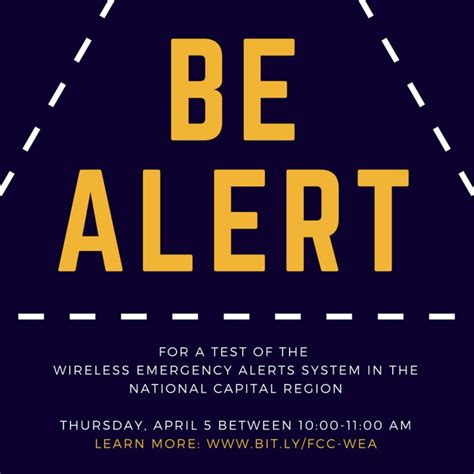 BE
ALERT
FOR A TEST OF THE
WIRELESS EMERGENCY ALERTS SYSTEM IN THE
NATIONAL CAPITAL REGION
THURSDAY, APRIL 5 BETWEEN 10:00-11:00 AM
LEARN MORE: WWW.BIT.LY/FCC-WEA